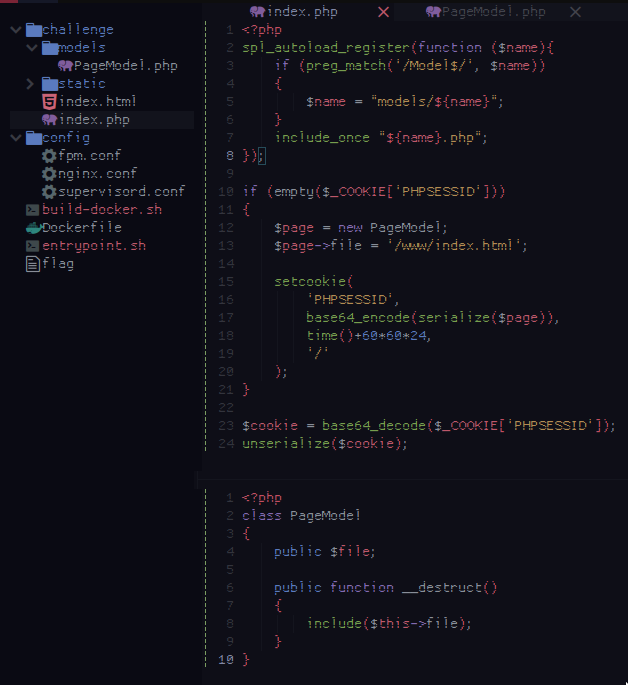 index.php
PageModel.php
challenge
models
PageModel.php
static
index.html
index.php
config
fpm.conf
nginx.conf
supervisord.conf
build-docker.sh
Dockerfile
entrypoint.sh
flag
1 <?php
2 spl_autoload_register(function ($name){
3     if (preg_match('/Model$/', $name))
4     {
5         $name = "models/${name}";
6     }
7     include_once "${name}.php";
8 });
9
10 if (empty($_COOKIE['PHPSESSID']))
11 {
12     $page = new PageModel;
13     $page->file = '/www/index.html';
14
15     setcookie(
16         'PHPSESSID',
17         base64_encode(serialize($page)),
18         time()+60*60*24,
19         '/'
20     );
21 }
22
23 $cookie = base64_decode($_COOKIE['PHPSESSID']);
24 unserialize($cookie);
1 <?php
2 class PageModel
3 {
4     public $file;
5
6     public function __destruct()
7     {
8         include($this->file);
9     }
10 }